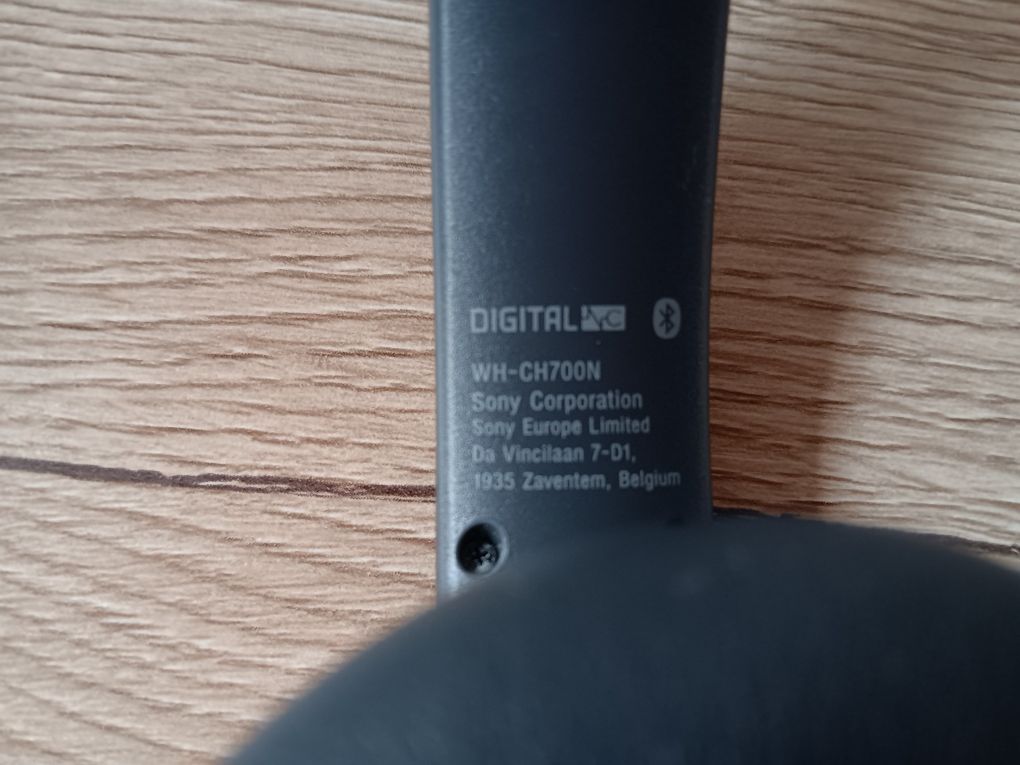 DIGITAL NC
WH-CH700N
Sony Corporation
Sony Europe Limited
Da Vincilaan 7-D1,
1935 Zaventem, Belgium